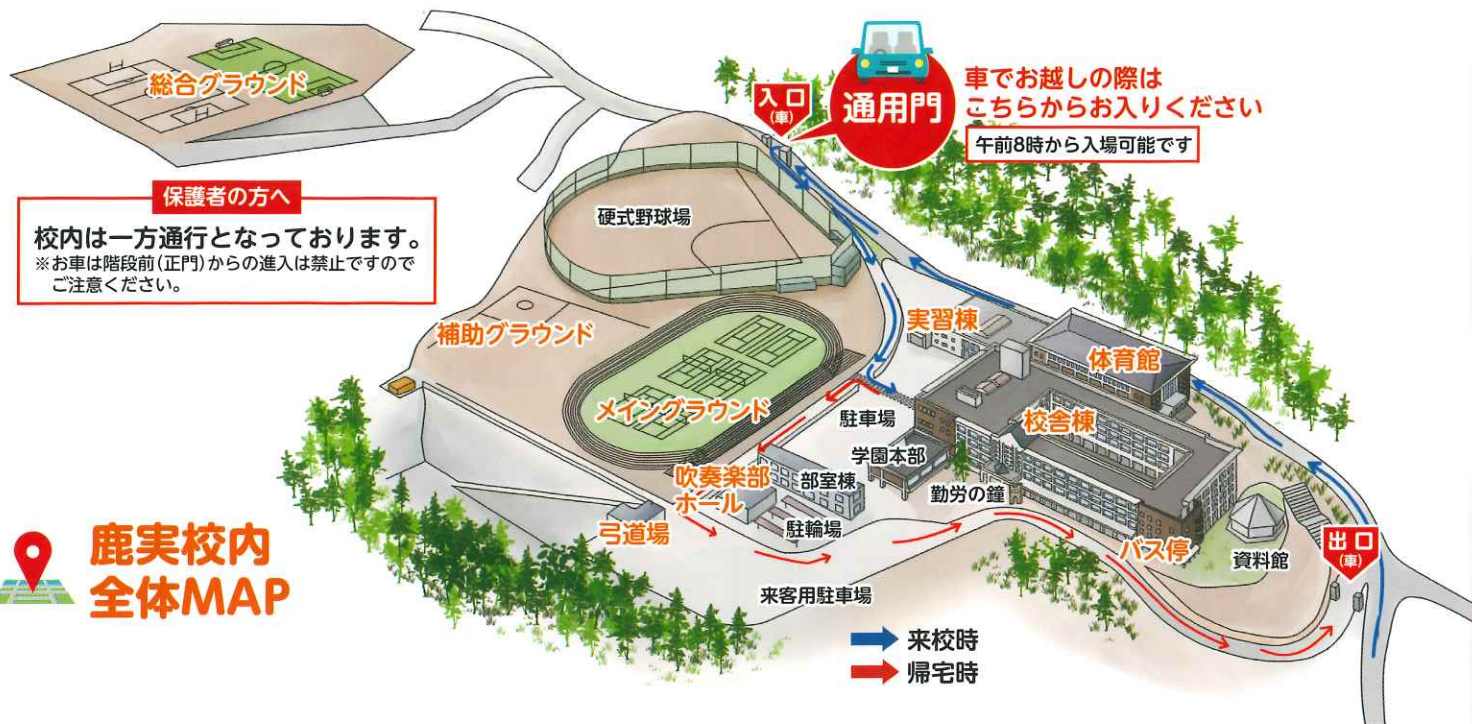 総合グラウンド
入口
(車)
通用門
車でお越しの際は
こちらからお入りください
午前8時から入場可能です
保護者の方へ
校内は一方通行となっております。
※お車は階段前(正門)からの進入は禁止ですので
ご注意ください。
硬式野球場
補助グラウンド
実習棟
体育館
メイングラウンド
駐車場
校舎棟
学園本部
吹奏楽部
ホール
部室棟
勤労の鐘
弓道場
駐輪場
バス停
資料館
出口
(車)
鹿実校内
全体MAP
来客用駐車場
来校時
帰宅時